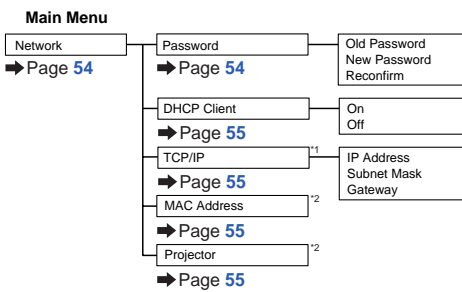 Main Menu
Network
➡ Page 54
Password
➡ Page 54
Old Password
New Password
Reconfirm
DHCP Client
➡ Page 55
On
Off
TCP/IP *1
➡ Page 55
IP Address
Subnet Mask
Gateway
MAC Address *2
➡ Page 55
Projector *2
➡ Page 55